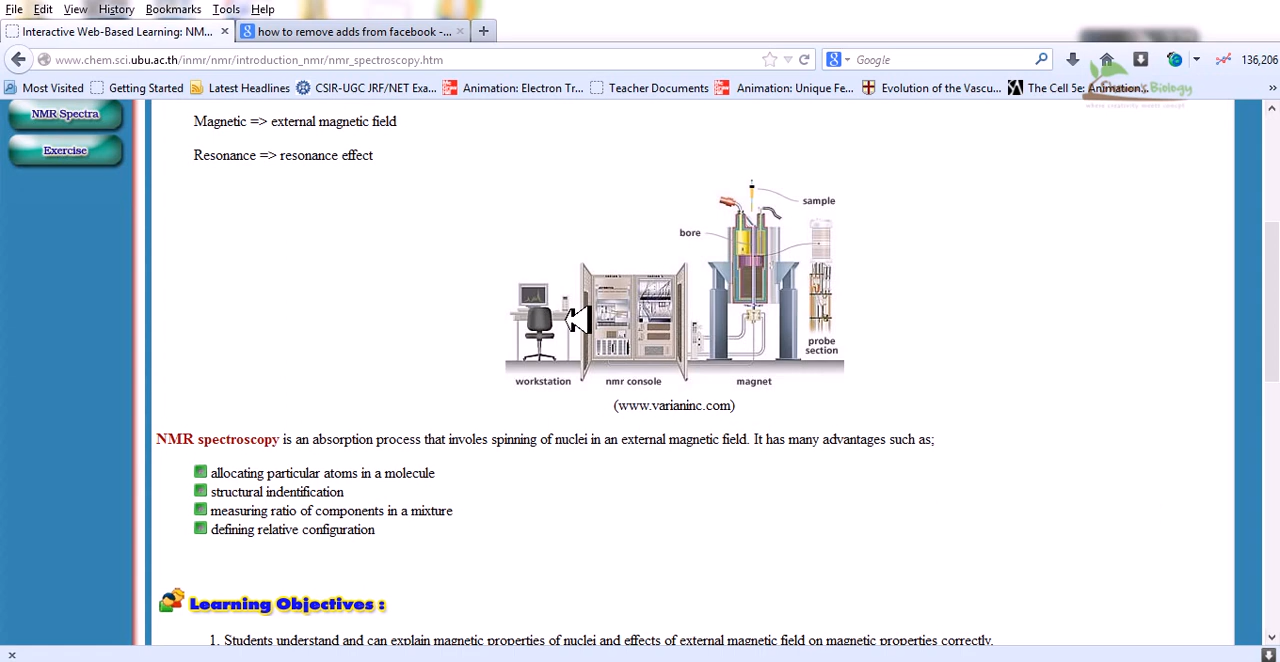 File Edit View History Bookmarks Tools Help
Interactive Web-Based Learning: NM... × how to remove adds from facebook -... × +
www.chem.sci.ubu.ac.th/inmr/nmr/introduction_nmr/nmr_spectroscopy.htm Google 136,206
Most Visited Getting Started Latest Headlines CSIR-UGC JRF/NET Exa... Animation: Electron Tr... Teacher Documents Animation: Unique Fe... Evolution of the Vascu... The Cell 5e: Animation... »
Biology
where creativity meets concept
NMR Spectra
Exercise
Magnetic => external magnetic field
Resonance => resonance effect
sample
bore
probe
section
workstation nmr console magnet
(www.varianinc.com)
NMR spectroscopy is an absorption process that involes spinning of nuclei in an external magnetic field. It has many advantages such as;
allocating particular atoms in a molecule
structural indentification
measuring ratio of components in a mixture
defining relative configuration
Learning Objectives :
1. Students understand and can explain magnetic properties of nuclei and effects of external magnetic field on magnetic properties correctly.